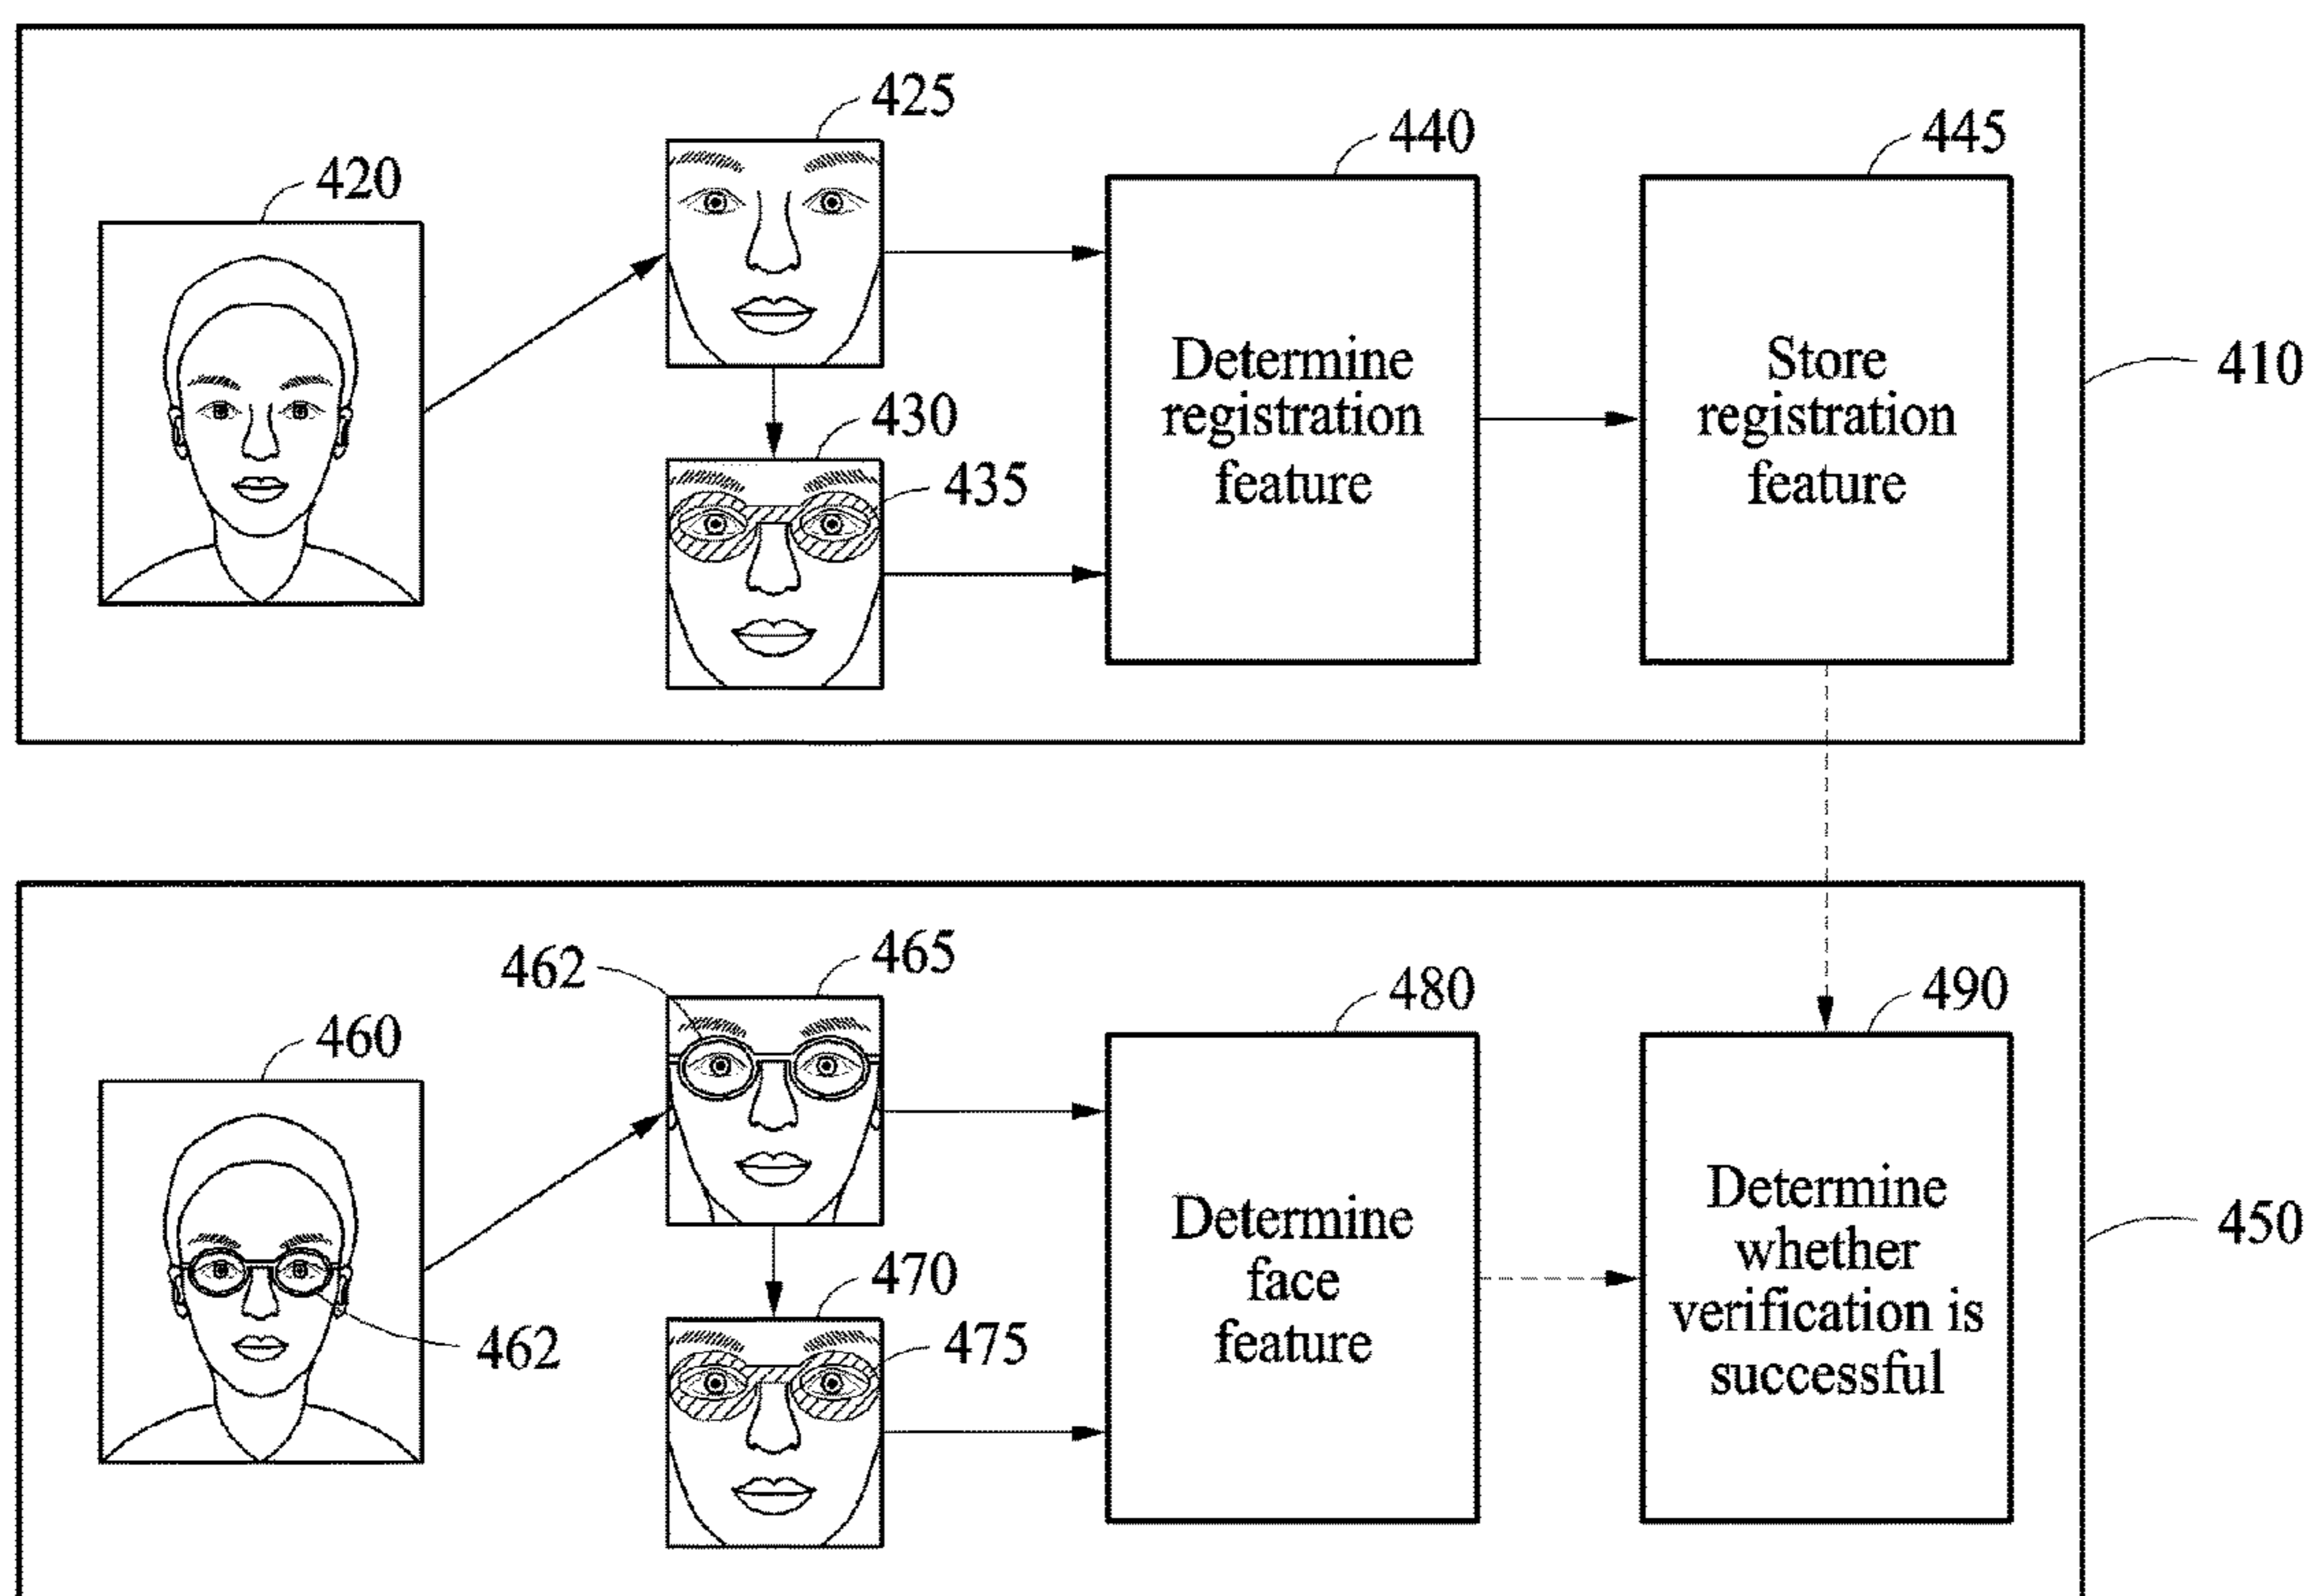 425
440
445
420
Determine
registration
feature
Store
registration
feature
410
430
435
462
465
480
490
460
462
470
475
Determine
face
feature
Determine
whether
verification is
successful
450